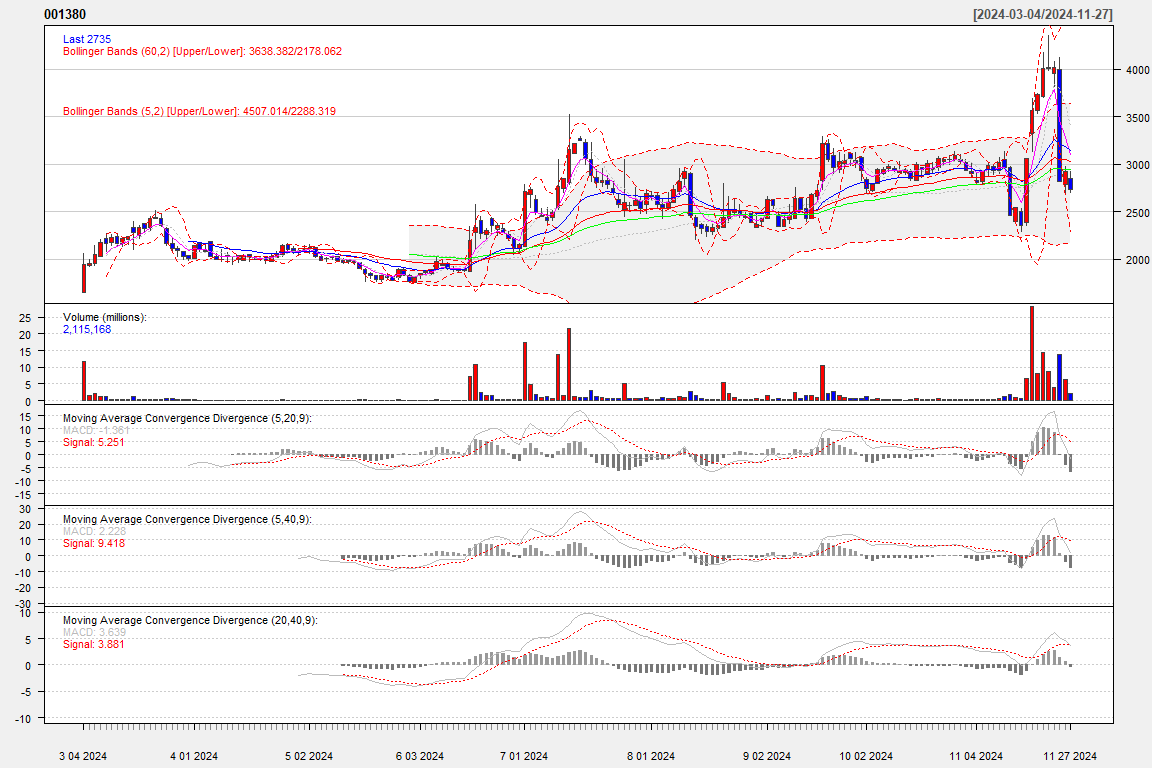 001380
[2024-03-04/2024-11-27]
Last 2735
Bollinger Bands (60,2) [Upper/Lower]: 3638.382/2178.062
Bollinger Bands (5,2) [Upper/Lower]: 4507.014/2288.319
4000
3500
3000
2500
2000
Volume (millions):
2,115,168
25
20
15
10
5
0
Moving Average Convergence Divergence (5,20,9):
MACD: -1.361
Signal: 5.251
15
10
5
0
-5
-10
-15
Moving Average Convergence Divergence (5,40,9):
MACD: 2.228
Signal: 9.418
30
20
10
0
-10
-20
-30
Moving Average Convergence Divergence (20,40,9):
MACD: 3.639
Signal: 3.881
10
5
0
-5
-10
3 04 2024
4 01 2024
5 02 2024
6 03 2024
7 01 2024
8 01 2024
9 02 2024
10 02 2024
11 04 2024
11 27 2024